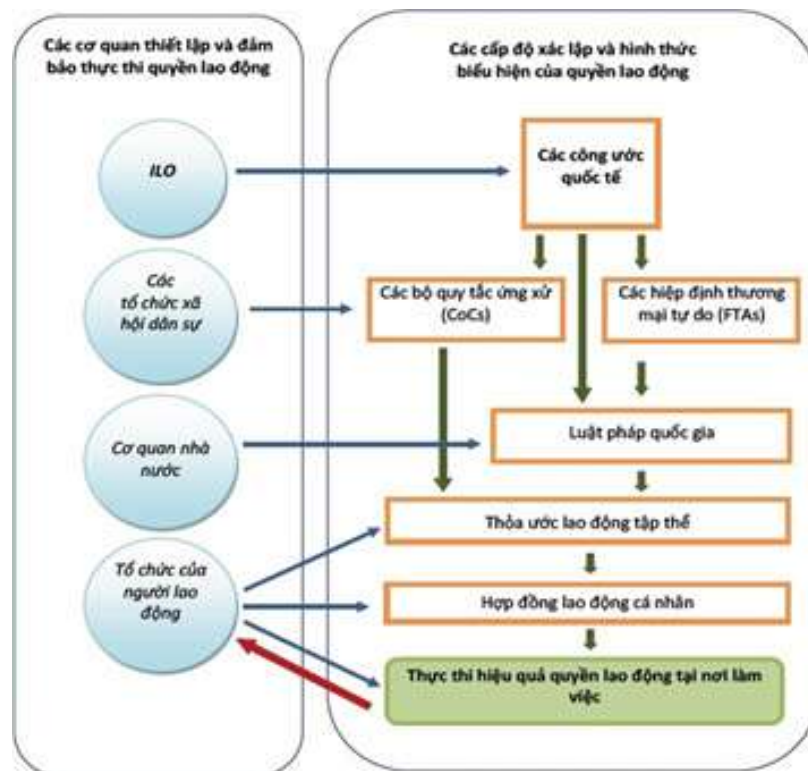 Các cơ quan thiết lập và đảm
bảo thực thi quyền lao động
ILO
Các
tổ chức xã
hội dân sự
Cơ quan nhà
nước
Tổ chức của
người lao
động
Các cấp độ xác lập và hình thức
biểu hiện của quyền lao động
Các công ước
quốc tế
Các bộ quy tắc ứng xử
(CoCs)
Các hiệp định thương
mại tự do (FTAs)
Luật pháp quốc gia
Thỏa ước lao động tập thể
Hợp đồng lao động cá nhân
Thực thi hiệu quả quyền lao động tại nơi làm
việc